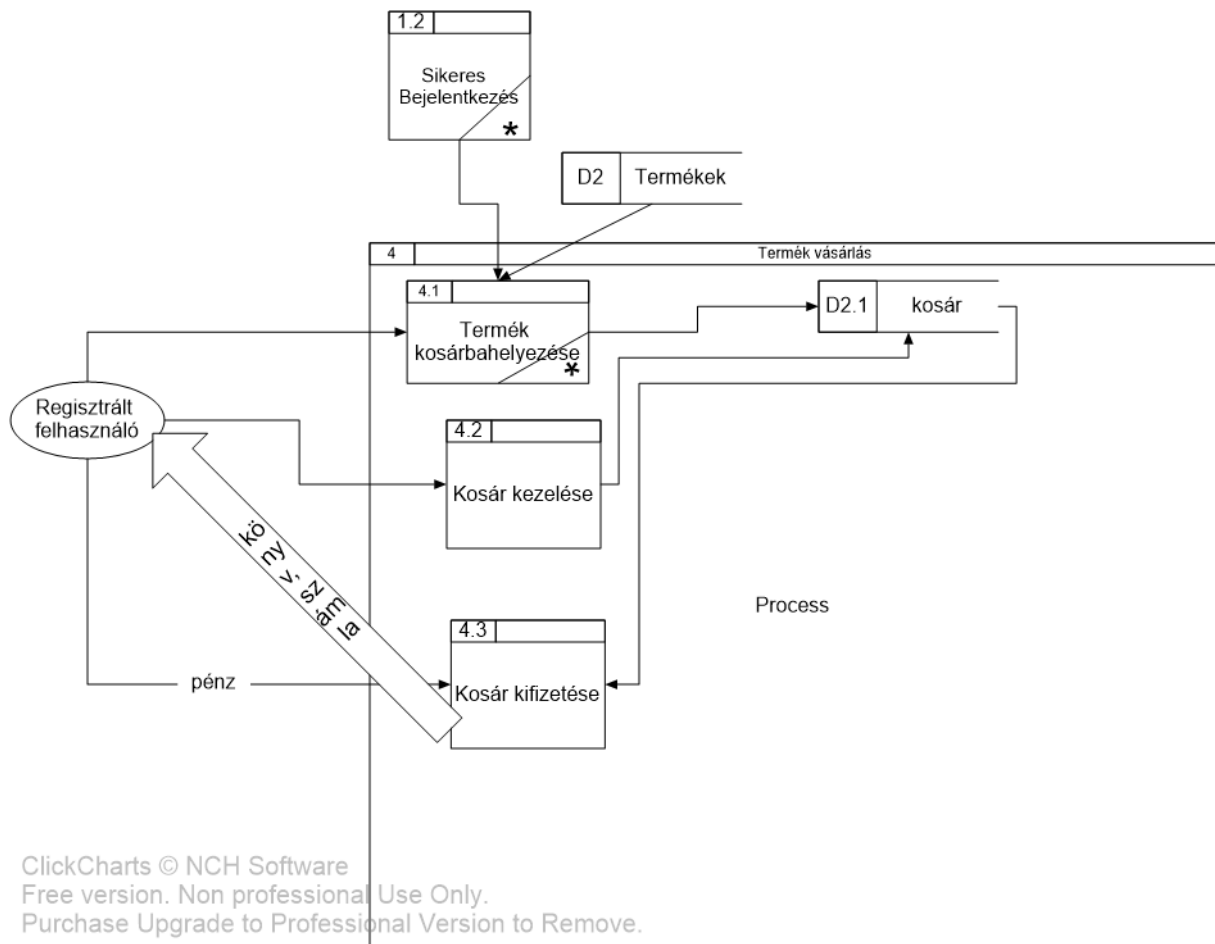 1.2
Sikeres
Bejelentkezés
*
D2
Termékek
4
Termék vásárlás
4.1
Termék
kosárbahelyezése
*
D2.1
kosár
Regisztrált
felhasználó
4.2
Kosár kezelése
kö
ny
v,
sz
ám
la
Process
4.3
Kosár kifizetése
pénz
ClickCharts © NCH Software
Free version. Non professional Use Only.
Purchase Upgrade to Professional Version to Remove.